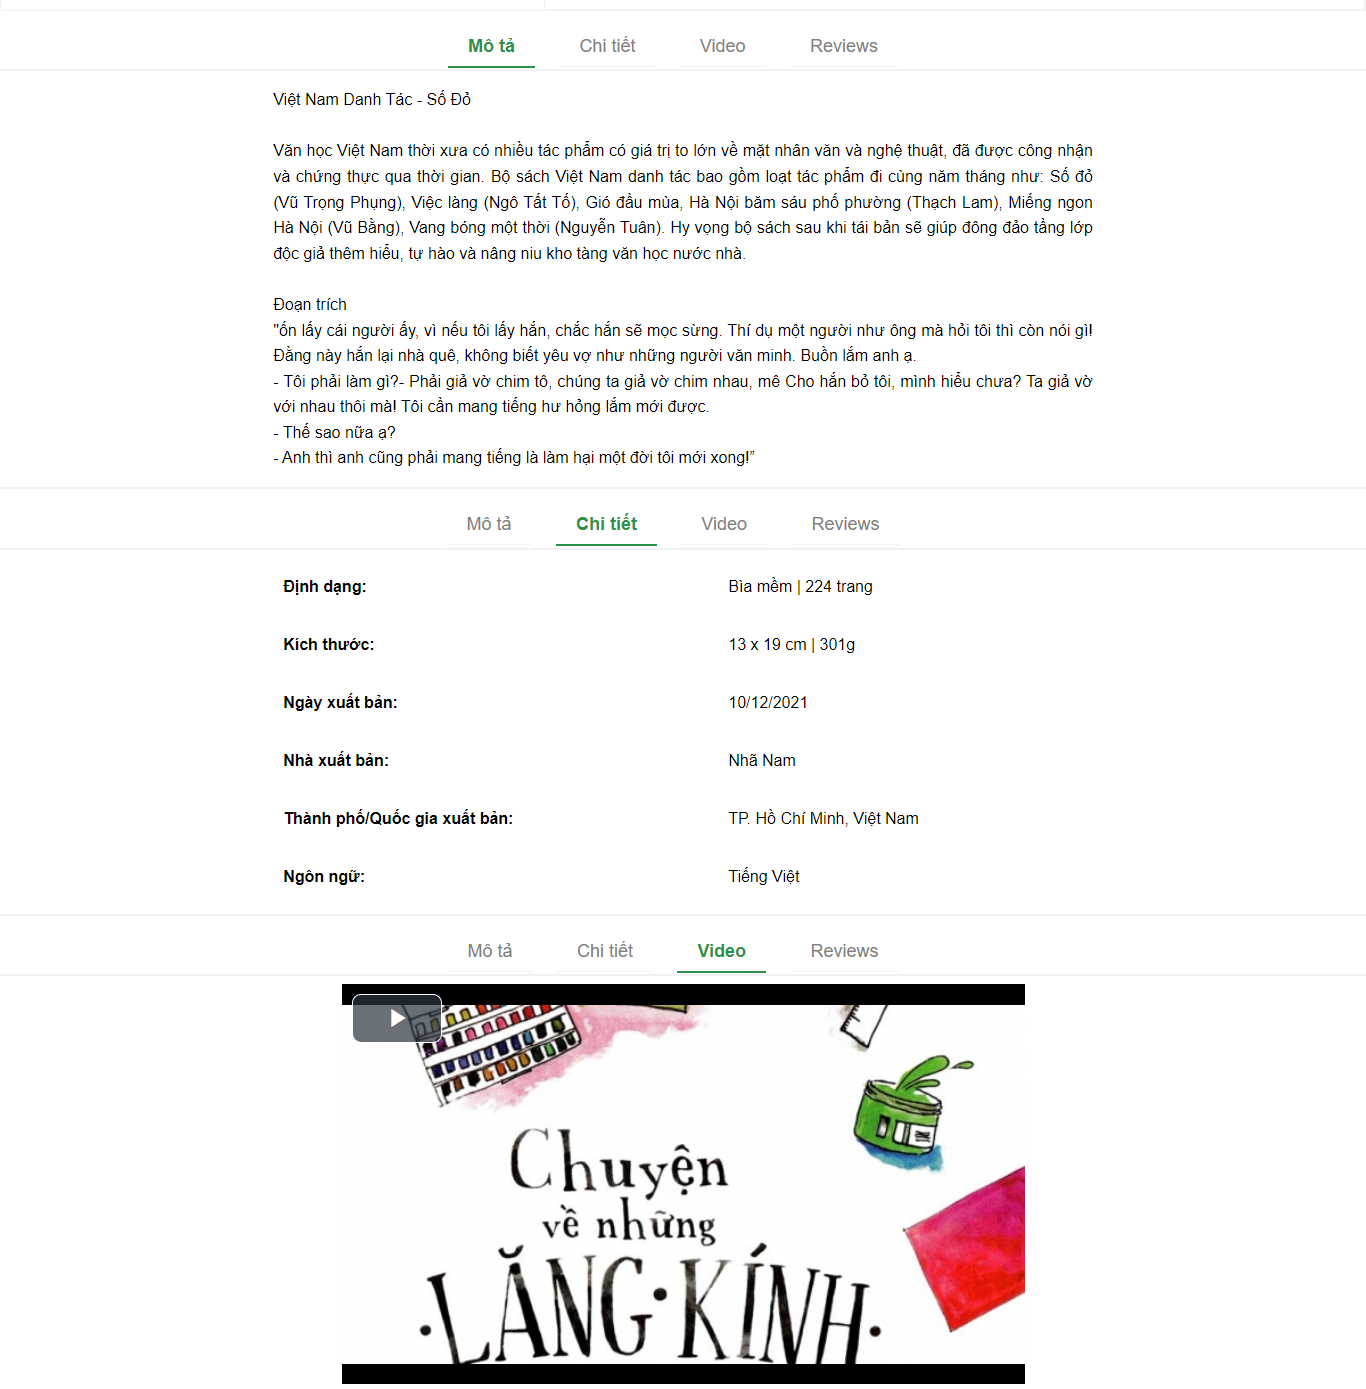 Mô tả Chi tiết Video Reviews
Việt Nam Danh Tác - Số Đỏ
Văn học Việt Nam thời xưa có nhiều tác phẩm có giá trị to lớn về mặt nhân văn và nghệ thuật, đã được công nhận
và chứng thực qua thời gian. Bộ sách Việt Nam danh tác bao gồm loạt tác phẩm đi cùng năm tháng như: Số đỏ
(Vũ Trọng Phụng), Việc làng (Ngô Tất Tố), Gió đầu mùa, Hà Nội băm sáu phố phường (Thạch Lam), Miếng ngon
Hà Nội (Vũ Bằng), Vang bóng một thời (Nguyễn Tuân). Hy vọng bộ sách sau khi tái bản sẽ giúp đông đảo tầng lớp
độc giả thêm hiểu, tự hào và nâng niu kho tàng văn học nước nhà.
Đoạn trích
"ốn lấy cái người ấy, vì nếu tôi lấy hắn, chắc hắn sẽ mọc sừng. Thí dụ một người như ông mà hỏi tôi thì còn nói gì!
Đằng này hắn lại nhà quê, không biết yêu vợ như những người văn minh. Buồn lắm anh ạ.
- Tôi phải làm gì?- Phải giả vờ chim tô, chúng ta giả vờ chim nhau, mê Cho hắn bỏ tôi, mình hiểu chưa? Ta giả vờ
với nhau thôi mà! Tôi cần mang tiếng hư hỏng lắm mới được.
- Thế sao nữa ạ?
- Anh thì anh cũng phải mang tiếng là làm hại một đời tôi mới xong!”
Mô tả Chi tiết Video Reviews
Định dạng: Bìa mềm | 224 trang
Kích thước: 13 x 19 cm | 301g
Ngày xuất bản: 10/12/2021
Nhà xuất bản: Nhã Nam
Thành phố/Quốc gia xuất bản: TP. Hồ Chí Minh, Việt Nam
Ngôn ngữ: Tiếng Việt
Mô tả Chi tiết Video Reviews
Chuyện
về những
LĂNG KÍNH